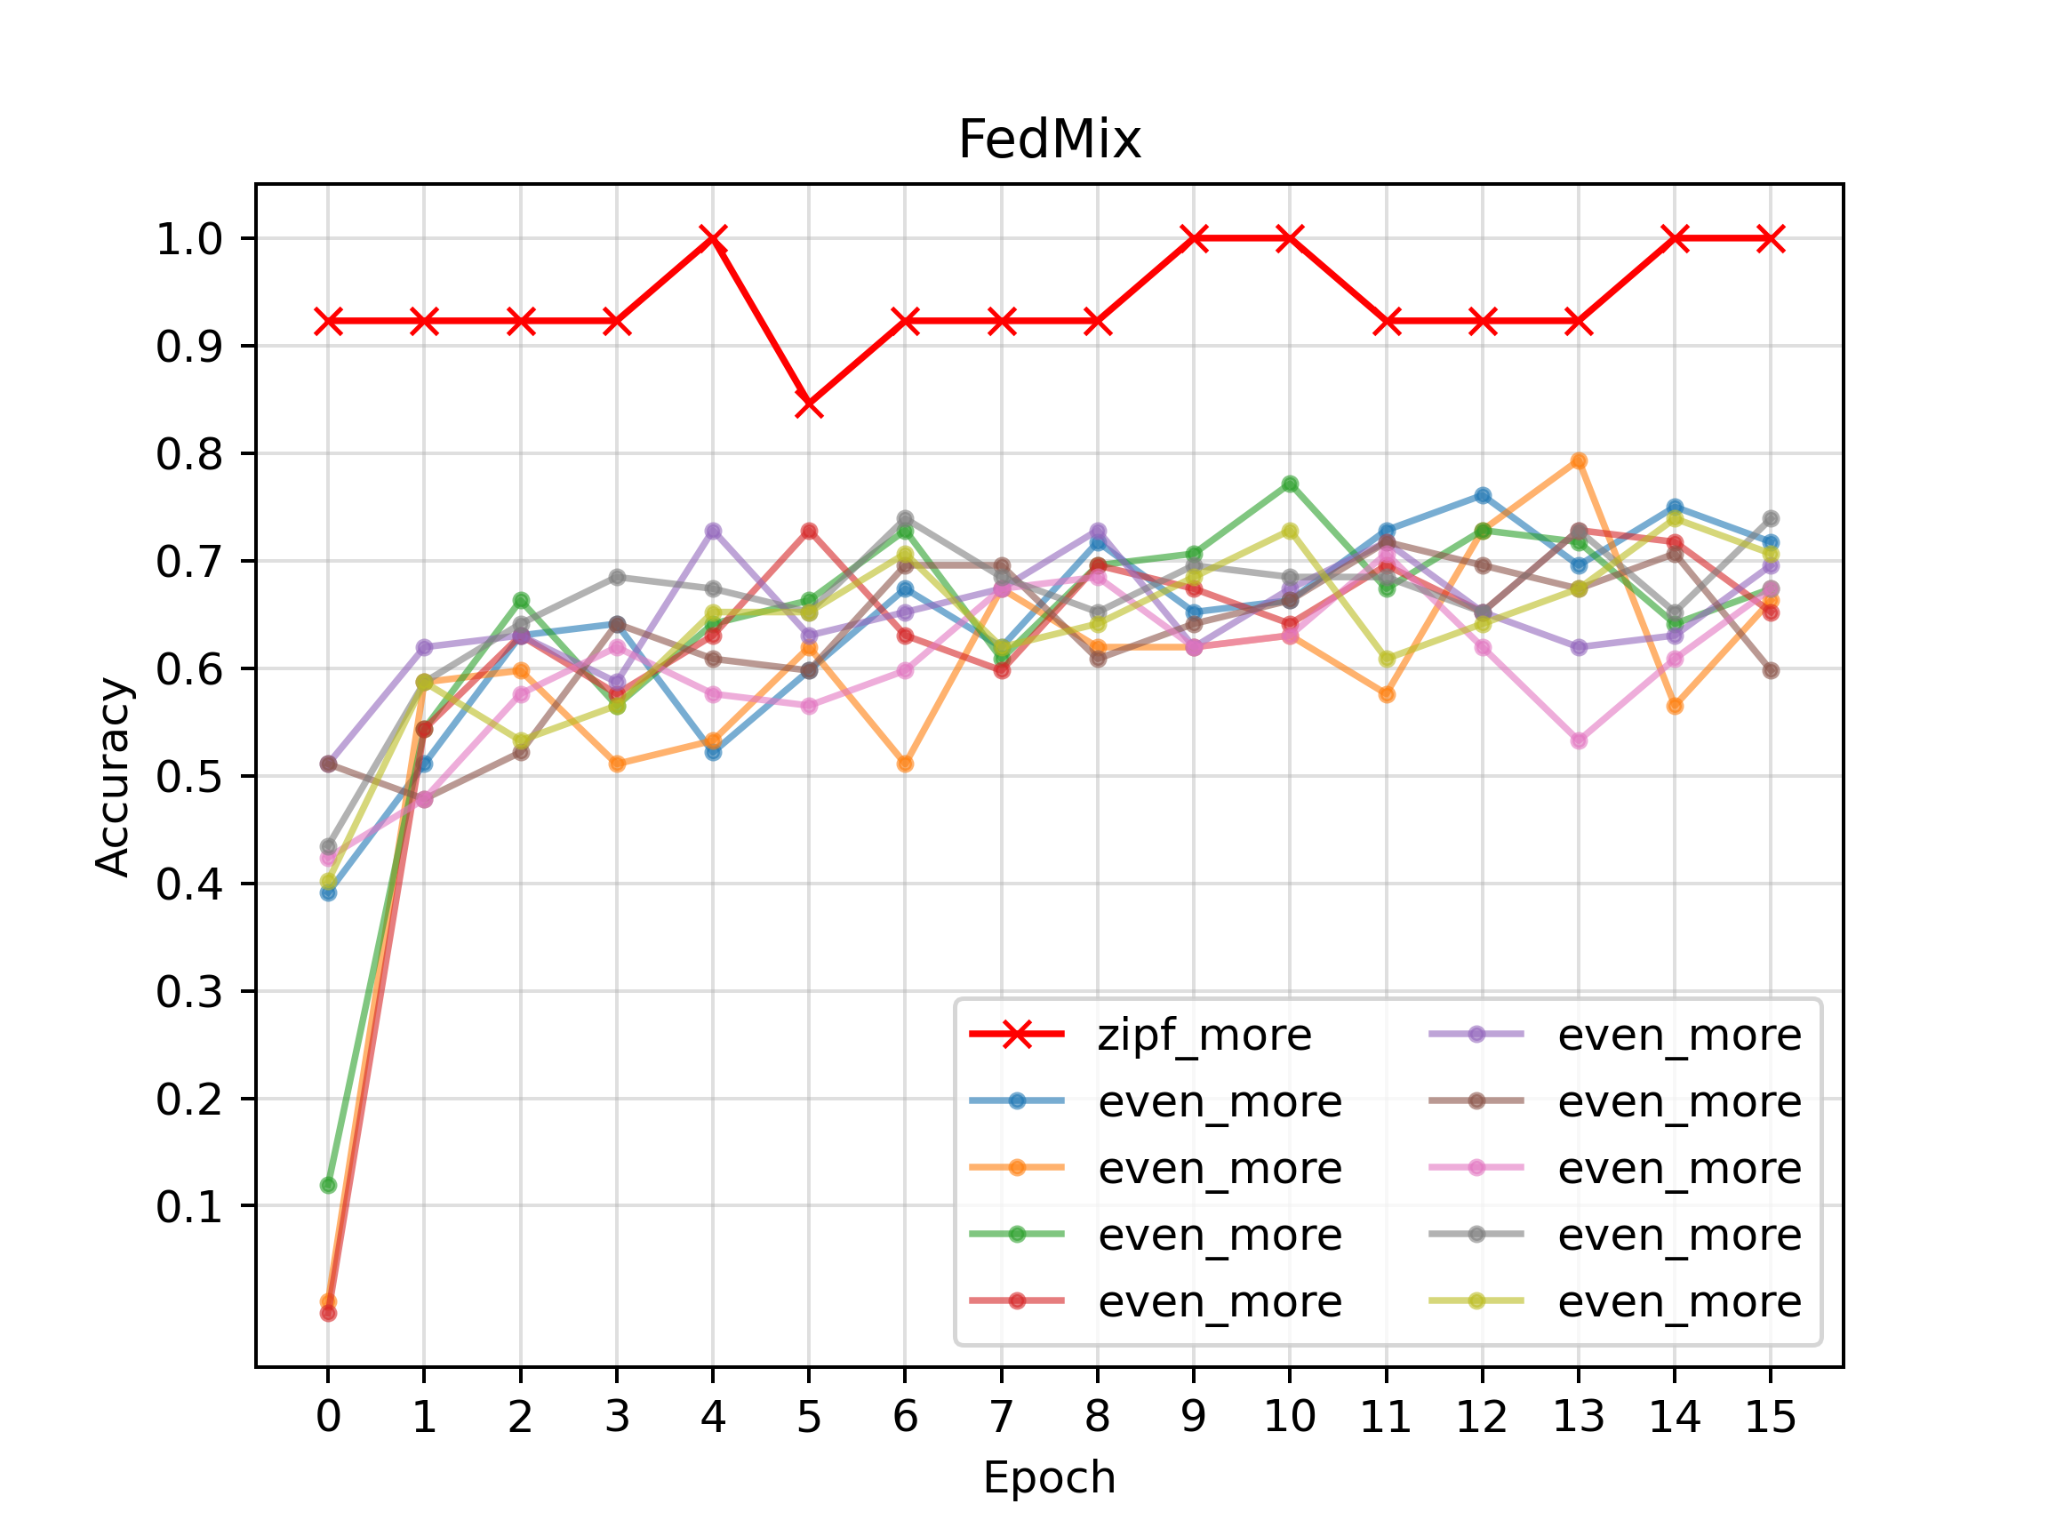 FedMix
1.0
0.9
0.8
0.7
0.6
0.5
0.4
0.3
0.2
0.1
Accuracy
zipf_more
even_more
even_more
even_more
even_more
even_more
even_more
even_more
even_more
even_more
0 1 2 3 4 5 6 7 8 9 10 11 12 13 14 15
Epoch